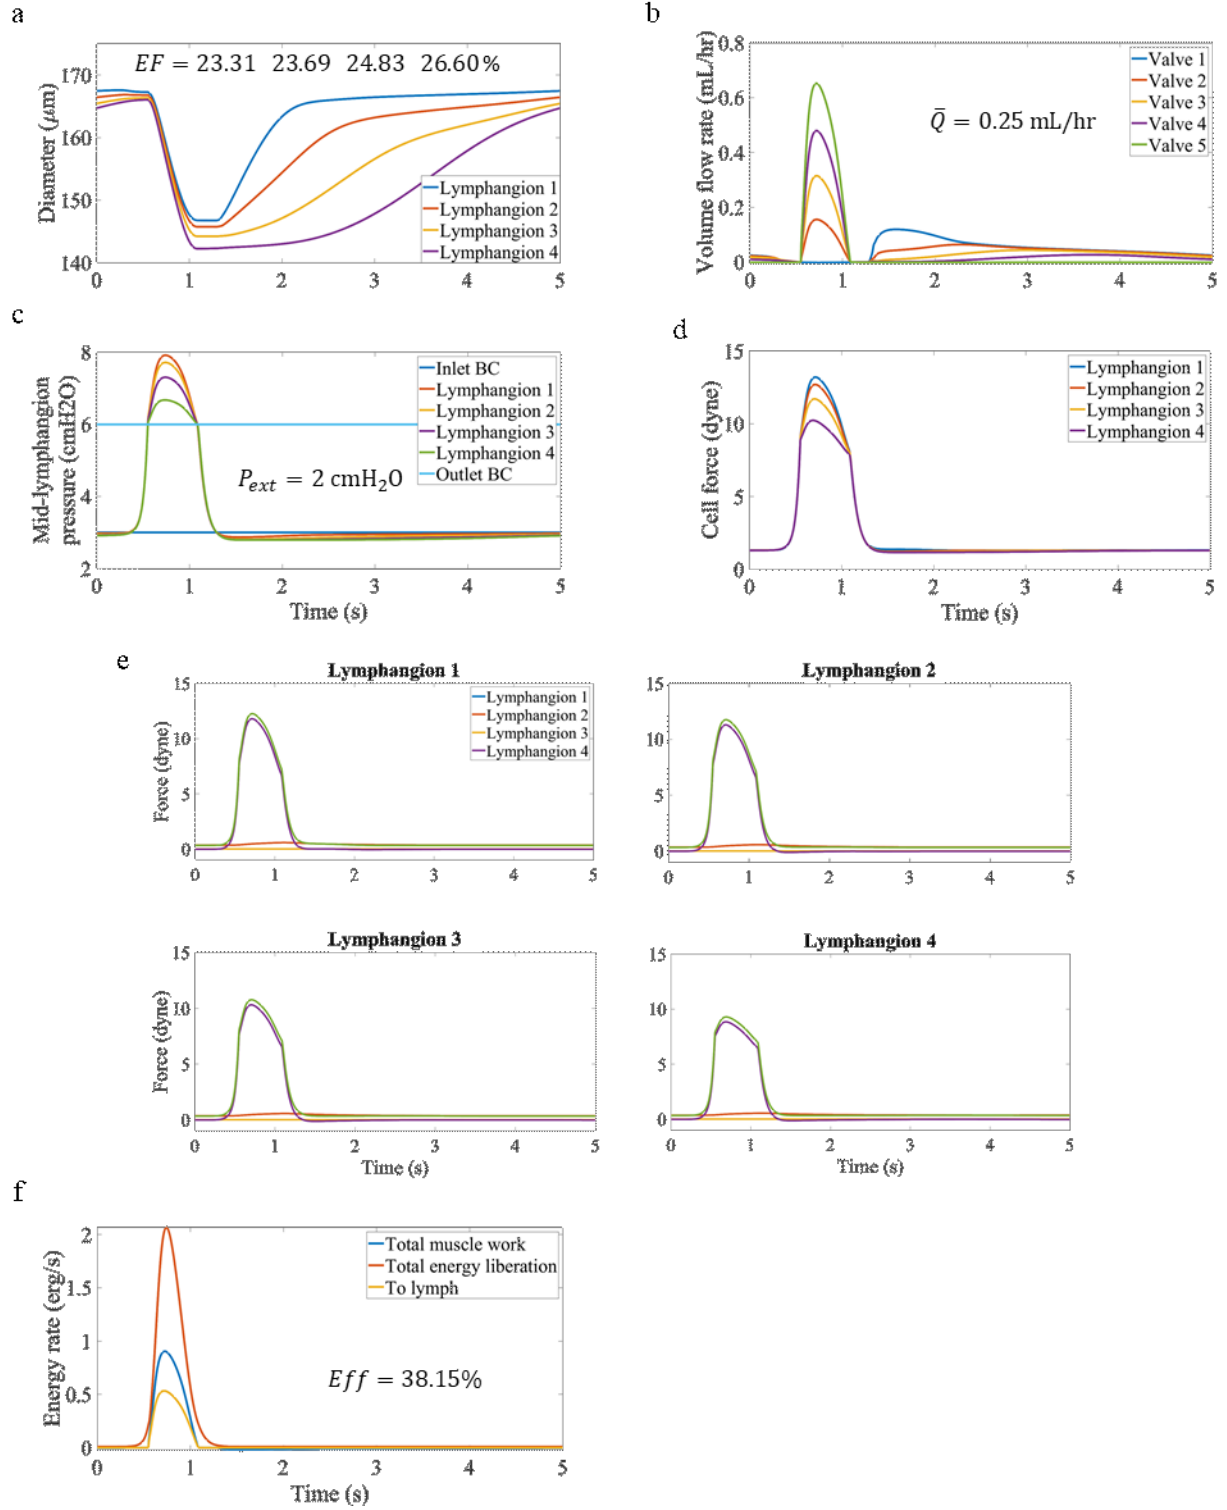 a
EF = 23.31 23.69 24.83 26.60%
Diameter (μm)
170
160
150
140
Lymphangion 1
Lymphangion 2
Lymphangion 3
Lymphangion 4
0 1 2 3 4 5
b
Volume flow rate (mL/hr)
0.8
0.6
0.4
0.2
0
Q̄ = 0.25 mL/hr
Valve 1
Valve 2
Valve 3
Valve 4
Valve 5
0 1 2 3 4 5
c
Mid-lymphangion
pressure (cmH2O)
8
6
4
2
Inlet BC
Lymphangion 1
Lymphangion 2
Lymphangion 3
Lymphangion 4
Outlet BC
P_ext = 2 cmH₂O
0 1 2 3 4 5
Time (s)
d
Cell force (dyne)
15
10
5
0
Lymphangion 1
Lymphangion 2
Lymphangion 3
Lymphangion 4
0 1 2 3 4 5
Time (s)
e
Lymphangion 1
Force (dyne)
15
10
5
0
Lymphangion 1
Lymphangion 2
Lymphangion 3
Lymphangion 4
0 1 2 3 4 5
Lymphangion 2
15
10
5
0
0 1 2 3 4 5
Lymphangion 3
Force (dyne)
15
10
5
0
0 1 2 3 4 5
Time (s)
Lymphangion 4
15
10
5
0
0 1 2 3 4 5
Time (s)
f
Energy rate (erg/s)
2
1.5
1
0.5
0
Total muscle work
Total energy liberation
To lymph
Eff = 38.15%
0 1 2 3 4 5
Time (s)